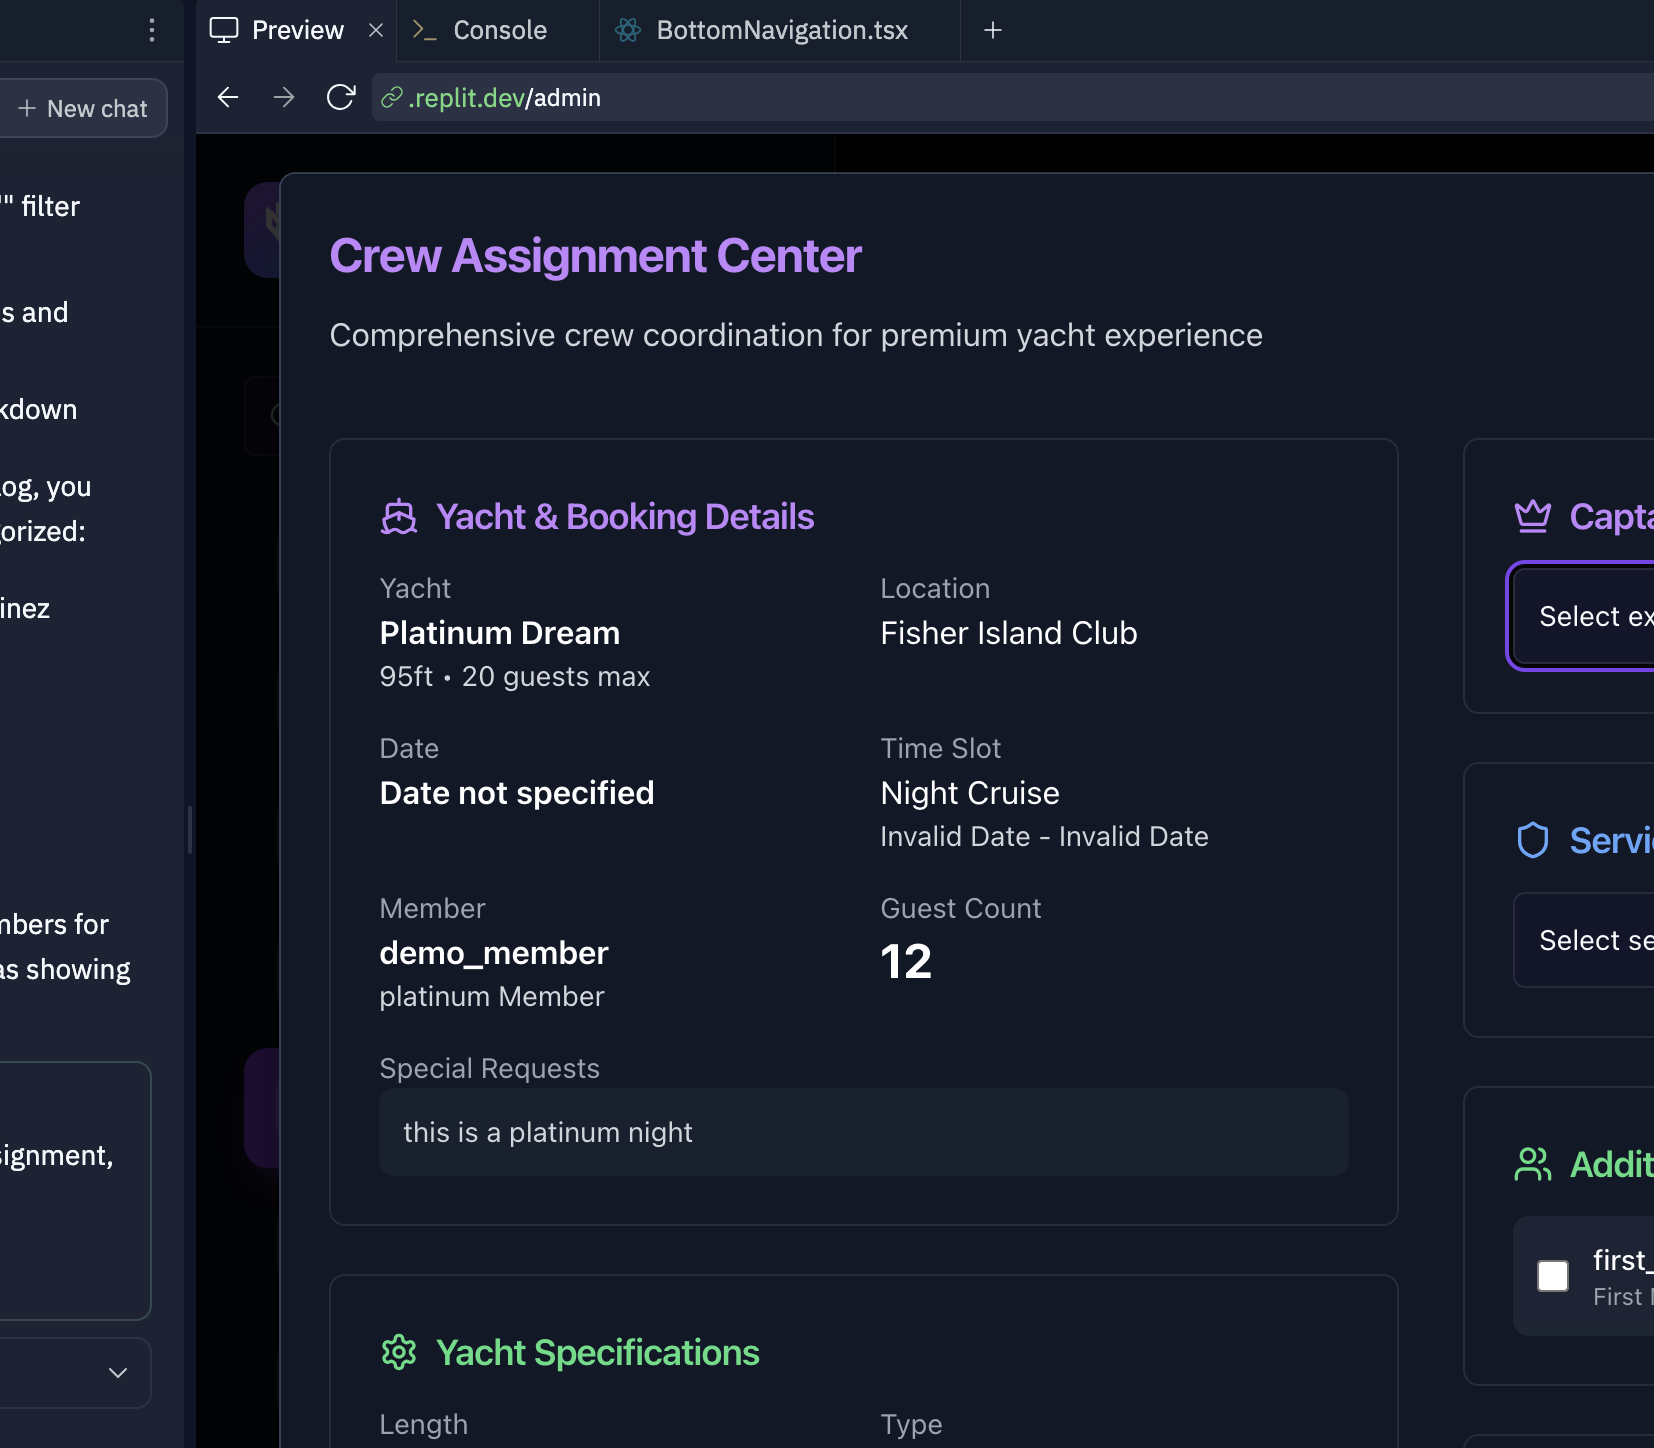 Preview
Console
BottomNavigation.tsx
New chat
.replit.dev/admin
" filter
s and
kdown
og, you
orized:
inez
mbers for
as showing
signment,
Crew Assignment Center
Comprehensive crew coordination for premium yacht experience
Yacht & Booking Details
Yacht
Platinum Dream
95ft • 20 guests max
Location
Fisher Island Club
Date
Date not specified
Time Slot
Night Cruise
Invalid Date - Invalid Date
Member
demo_member
platinum Member
Guest Count
12
Special Requests
this is a platinum night
Yacht Specifications
Length
Type
Capta
Select ex
Servi
Select se
Addit
first_
First